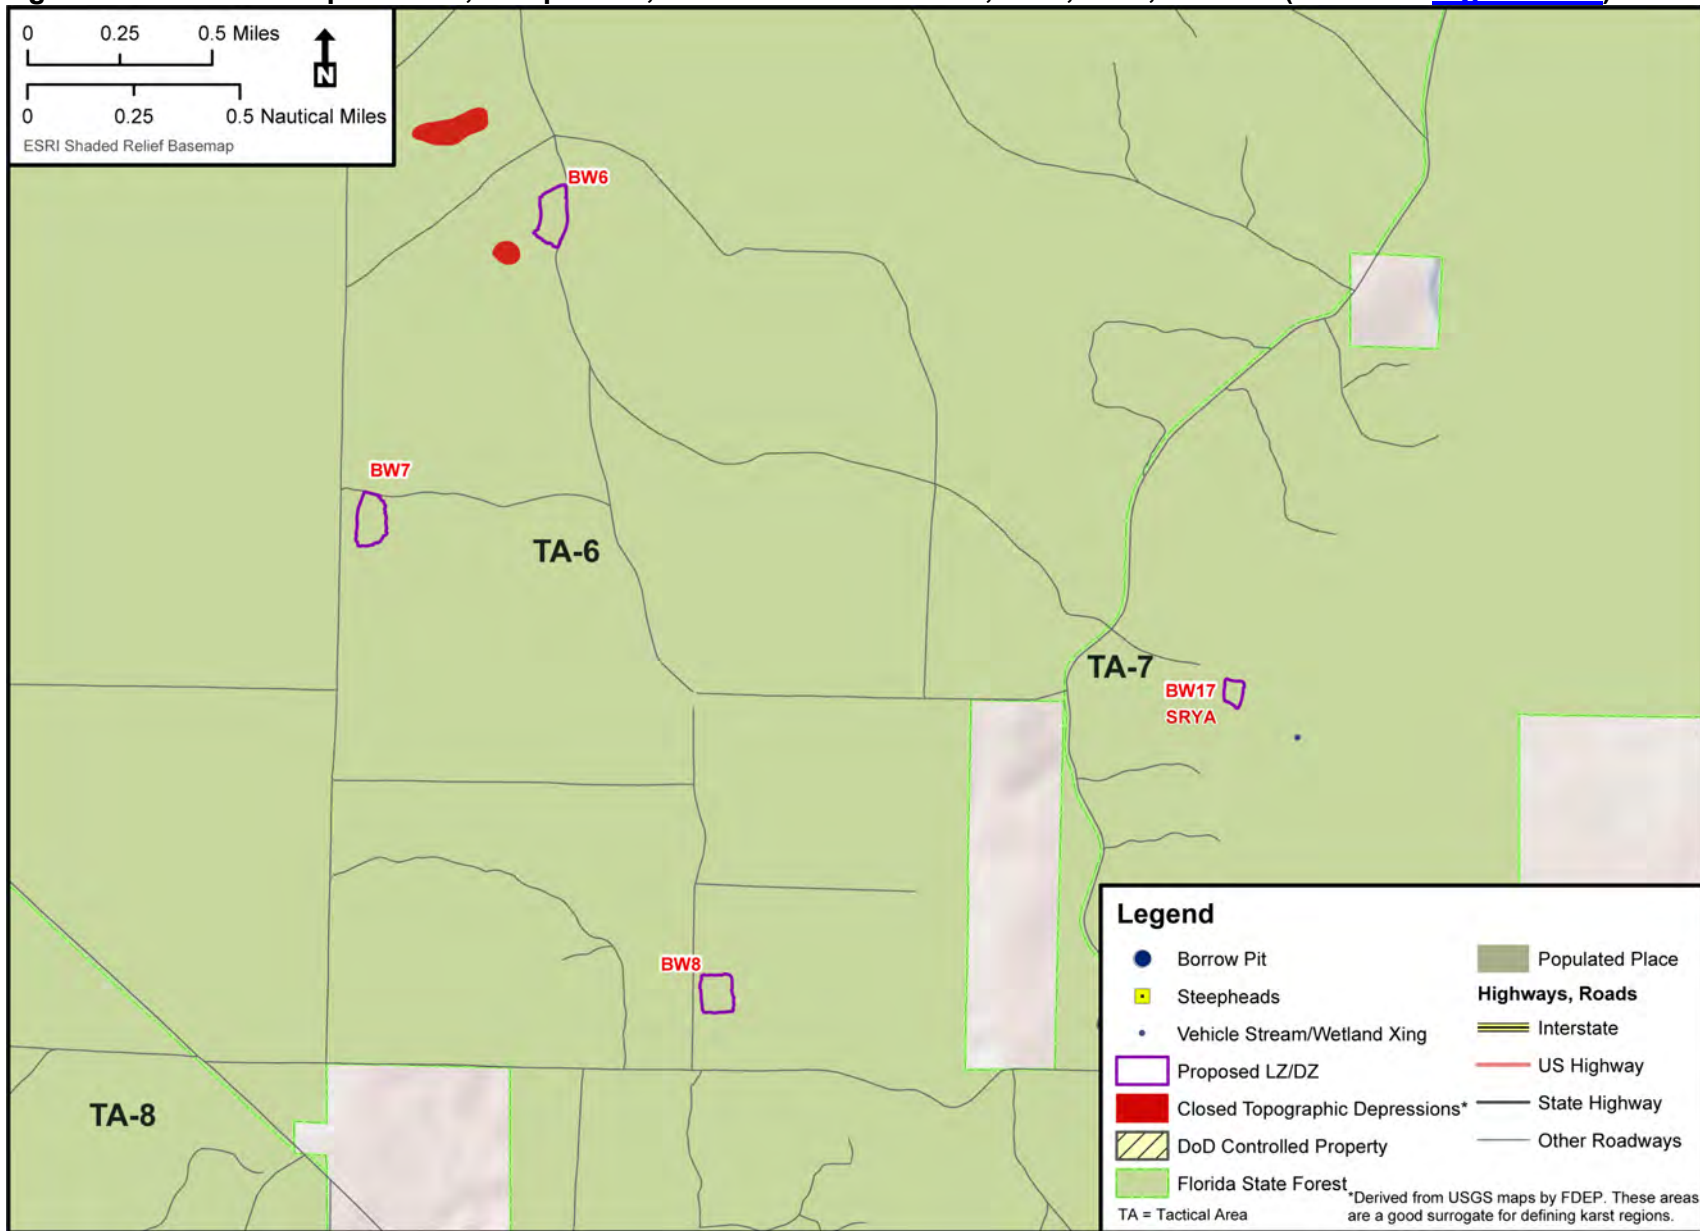 0 0.25 0.5 Miles
N
0 0.25 0.5 Nautical Miles
ESRI Shaded Relief Basemap
BW6
BW7
TA-6
TA-7
BW17
SRYA
BW8
TA-8
Legend
Borrow Pit
Steepheads
Vehicle Stream/Wetland Xing
Proposed LZ/DZ
Closed Topographic Depressions*
DoD Controlled Property
Florida State Forest
TA = Tactical Area
Populated Place
Highways, Roads
Interstate
US Highway
State Highway
Other Roadways
*Derived from USGS maps by FDEP. These areas
are a good surrogate for defining karst regions.